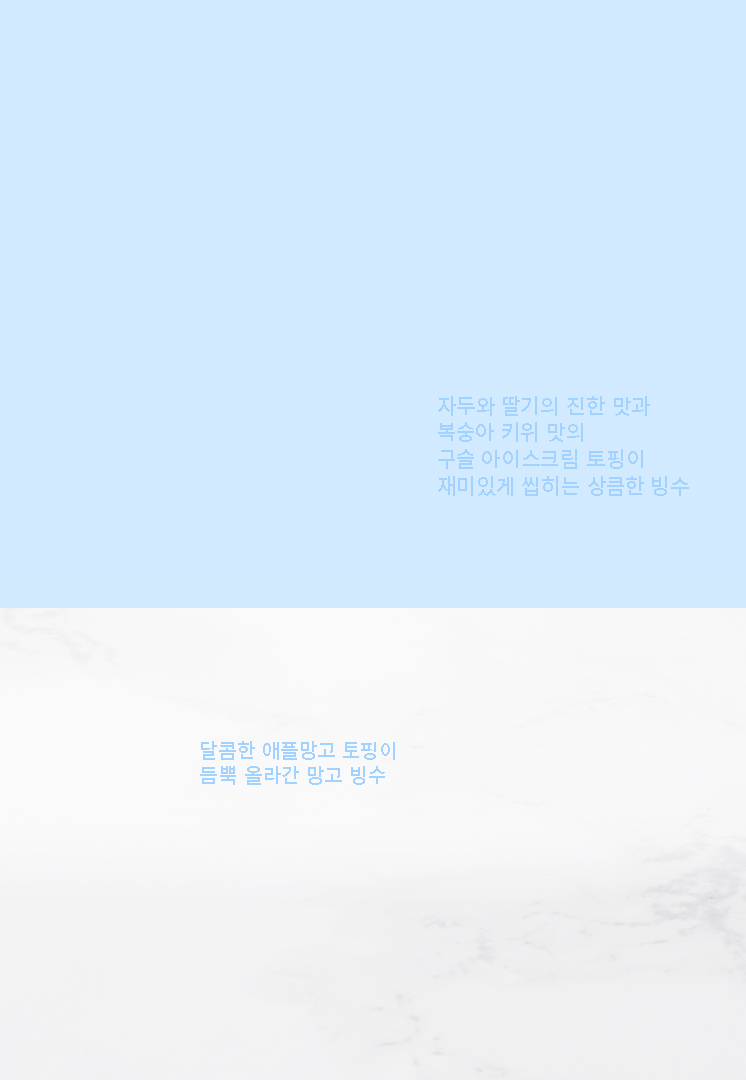 자두와 딸기의 진한 맛과
복숭아 키위 맛의
구슬 아이스크림 토핑이
재미있게 씹히는 상큼한 빙수
달콤한 애플망고 토핑이
듬뿍 올라간 망고 빙수